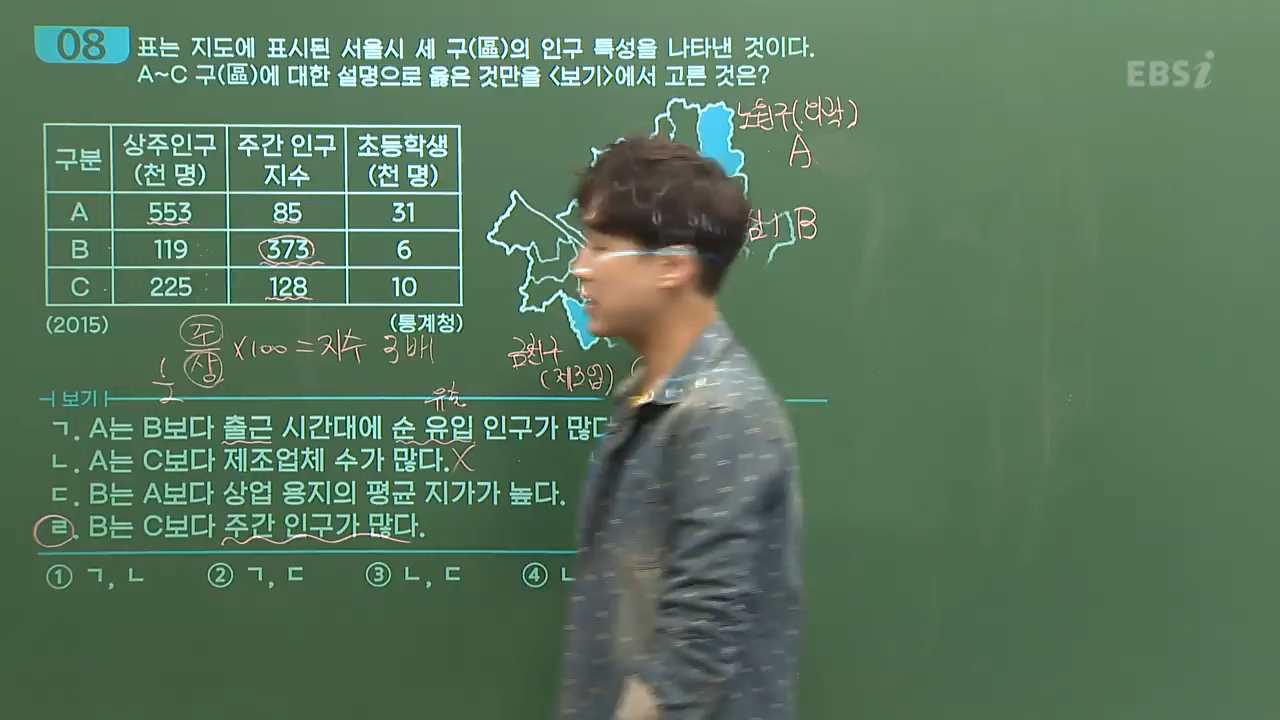 08 표는 지도에 표시된 서울시 세 구(區)의 인구 특성을 나타낸 것이다.
A~C 구(區)에 대한 설명으로 옳은 것만을 <보기>에서 고른 것은?
EBSi
구분 상주인구 (천 명) 주간 인구 지수 초등학생 (천 명)
A 553 85 31
B 119 373 6
C 225 128 10
(2015) (통계청)
노원구(외곽)
A
B
주/상 ×100 = 지수 3배
1/2
금천구
보기
ㄱ. A는 B보다 출근 시간대에 순 유입 인구가 많다
ㄴ. A는 C보다 제조업체 수가 많다. X
ㄷ. B는 A보다 상업 용지의 평균 지가가 높다.
ㄹ. B는 C보다 주간 인구가 많다.
① ㄱ, ㄴ ② ㄱ, ㄷ ③ ㄴ, ㄷ ④ ㄴ